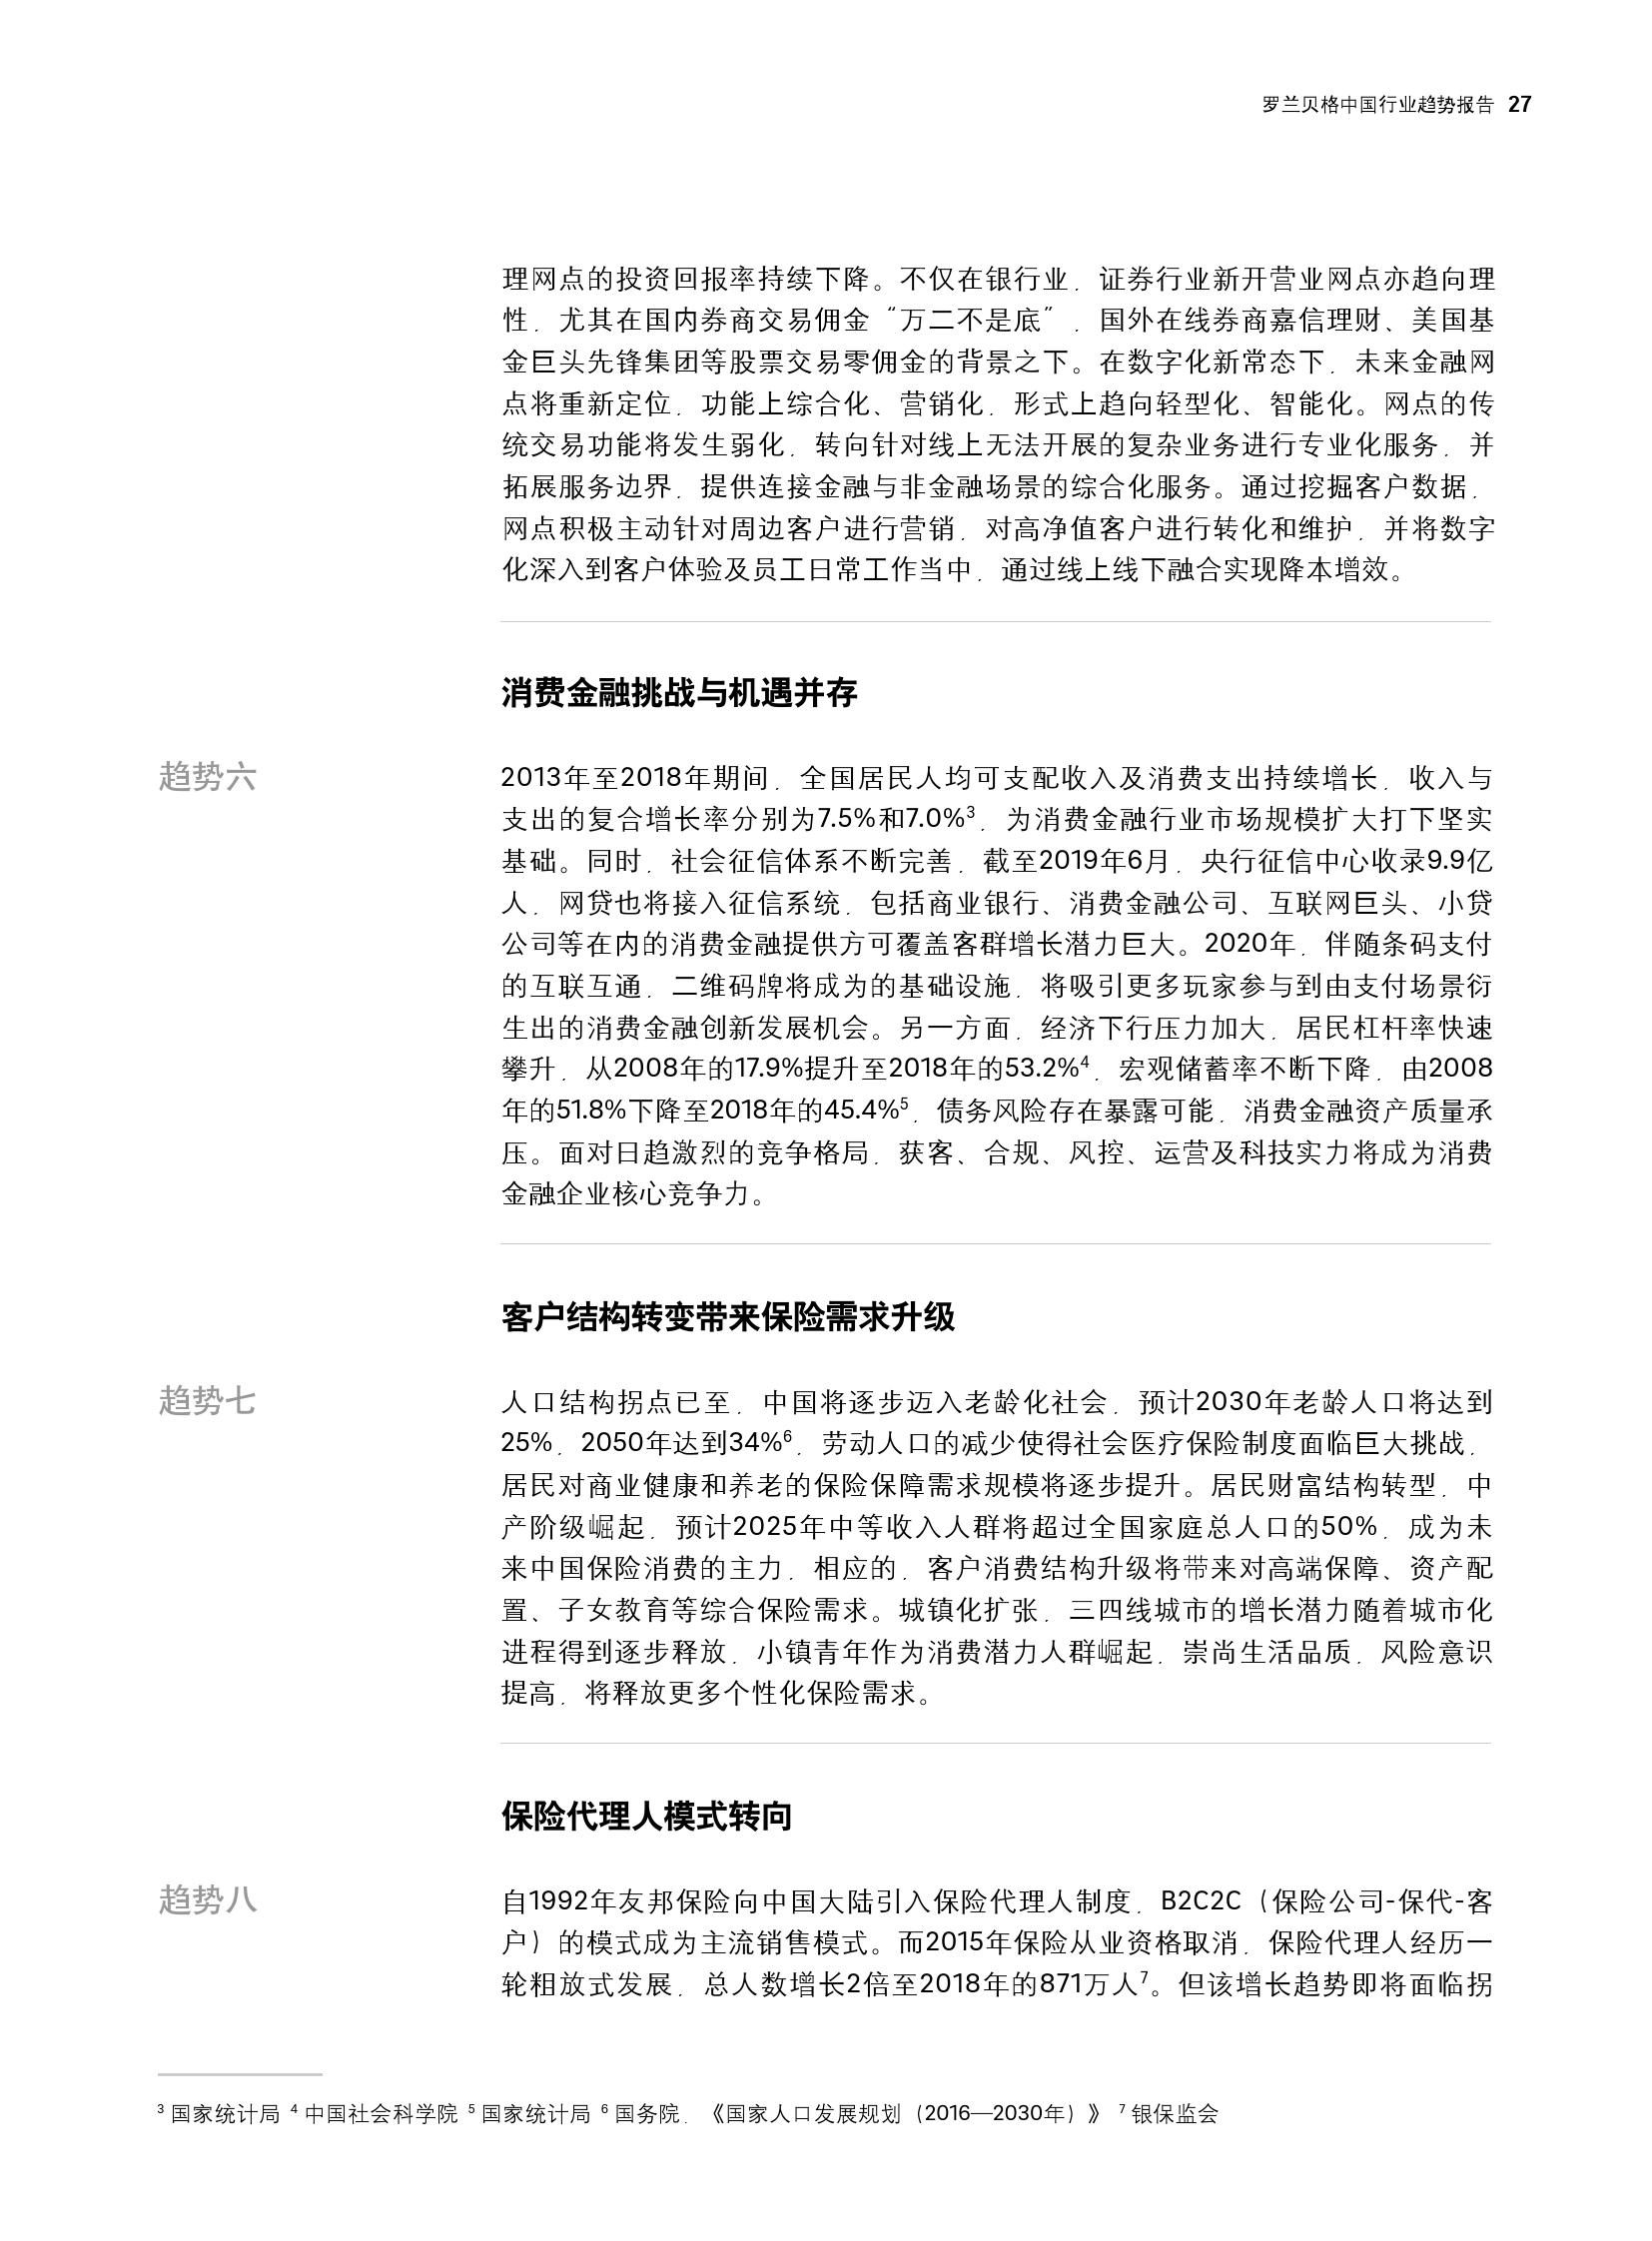 罗兰贝格中国行业趋势报告 27
理网点的投资回报率持续下降。不仅在银行业，证券行业新开营业网点亦趋向理
性，尤其在国内券商交易佣金“万二不是底”，国外在线券商嘉信理财、美国基
金巨头先锋集团等股票交易零佣金的背景之下。在数字化新常态下，未来金融网
点将重新定位，功能上综合化、营销化，形式上趋向轻型化、智能化。网点的传
统交易功能将发生弱化，转向针对线上无法开展的复杂业务进行专业化服务，并
拓展服务边界，提供连接金融与非金融场景的综合化服务。通过挖掘客户数据，
网点积极主动针对周边客户进行营销，对高净值客户进行转化和维护，并将数字
化深入到客户体验及员工日常工作当中，通过线上线下融合实现降本增效。
消费金融挑战与机遇并存
趋势六
2013年至2018年期间，全国居民人均可支配收入及消费支出持续增长，收入与
支出的复合增长率分别为7.5%和7.0%³，为消费金融行业市场规模扩大打下坚实
基础。同时，社会征信体系不断完善，截至2019年6月，央行征信中心收录9.9亿
人，网贷也将接入征信系统，包括商业银行、消费金融公司、互联网巨头、小贷
公司等在内的消费金融提供方可覆盖客群增长潜力巨大。2020年，伴随条码支付
的互联互通，二维码牌将成为的基础设施，将吸引更多玩家参与到由支付场景衍
生出的消费金融创新发展机会。另一方面，经济下行压力加大，居民杠杆率快速
攀升，从2008年的17.9%提升至2018年的53.2%⁴，宏观储蓄率不断下降，由2008
年的51.8%下降至2018年的45.4%⁵，债务风险存在暴露可能，消费金融资产质量承
压。面对日趋激烈的竞争格局，获客、合规、风控、运营及科技实力将成为消费
金融企业核心竞争力。
客户结构转变带来保险需求升级
趋势七
人口结构拐点已至，中国将逐步迈入老龄化社会，预计2030年老龄人口将达到
25%，2050年达到34%⁶，劳动人口的减少使得社会医疗保险制度面临巨大挑战，
居民对商业健康和养老的保险保障需求规模将逐步提升。居民财富结构转型，中
产阶级崛起，预计2025年中等收入人群将超过全国家庭总人口的50%，成为未
来中国保险消费的主力，相应的，客户消费结构升级将带来对高端保障、资产配
置、子女教育等综合保险需求。城镇化扩张，三四线城市的增长潜力随着城市化
进程得到逐步释放，小镇青年作为消费潜力人群崛起，崇尚生活品质，风险意识
提高，将释放更多个性化保险需求。
保险代理人模式转向
趋势八
自1992年友邦保险向中国大陆引入保险代理人制度，B2C2C（保险公司-保代-客
户）的模式成为主流销售模式。而2015年保险从业资格取消，保险代理人经历一
轮粗放式发展，总人数增长2倍至2018年的871万人⁷。但该增长趋势即将面临拐
³ 国家统计局 ⁴ 中国社会科学院 ⁵ 国家统计局 ⁶ 国务院，《国家人口发展规划（2016—2030年）》 ⁷ 银保监会